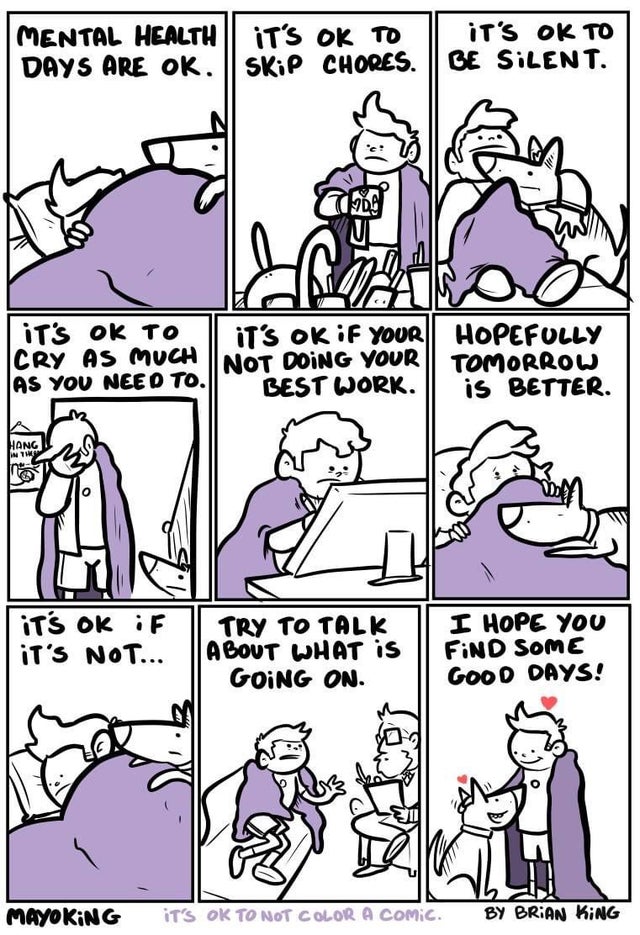 MENTAL HEALTH
DAYS ARE OK.
iT'S OK TO
SKiP CHORES.
iT'S OK TO
BE SiLENT.
iT'S OK TO
CRY AS MUCH
AS YOU NEED TO.
HANG
IN THE
iT'S OK iF YOUR
NOT DOiNG YOUR
BEST WORK.
HOPEFULLY
TOMORROW
iS BETTER.
iT'S OK iF
iT'S NOT...
TRY TO TALK
ABOUT WHAT iS
GOiNG ON.
I HOPE YOU
FiND SOME
GOOD DAYS!
MAYOKiNG
iT'S OK TO NOT COLOR A COMiC.
BY BRiAN KiNG